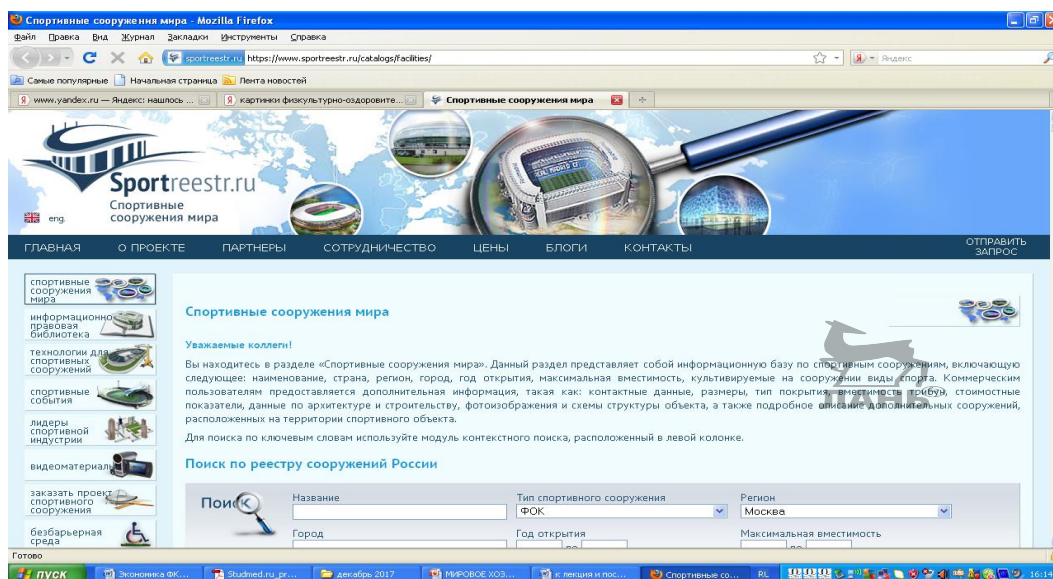 Спортивные сооружения мира - Mozilla Firefox
Файл Правка Вид Журнал Закладки Инструменты Справка
sportreestr.ru https://www.sportreestr.ru/catalogs/facilities/
Яндекс
Самые популярные Начальная страница Лента новостей
www.yandex.ru — Яндекс: нашлось ... картинки физкультурно-оздоровите... Спортивные сооружения мира
Sportreestr.ru
Спортивные
сооружения мира
eng.
REAL MADRID CF
ГЛАВНАЯ О ПРОЕКТЕ ПАРТНЕРЫ СОТРУДНИЧЕСТВО ЦЕНЫ БЛОГИ КОНТАКТЫ ОТПРАВИТЬ
ЗАПРОС
спортивные
сооружения
мира
информационно
правовая
библиотека
технологии для
спортивных
сооружений
спортивные
события
лидеры
спортивной
индустрии
видеоматериалы
заказать проект
спортивного
сооружения
безбарьерная
среда
Спортивные сооружения мира
Уважаемые коллеги!
Вы находитесь в разделе «Спортивные сооружения мира». Данный раздел представляет собой информационную базу по спортивным сооружениям, включающую
следующее: наименование, страна, регион, город, год открытия, максимальная вместимость, культивируемые на сооружении виды спорта. Коммерческим
пользователям предоставляется дополнительная информация, такая как: контактные данные, размеры, тип покрытия, вместимость трибун, стоимостные
показатели, данные по архитектуре и строительству, фотоизображения и схемы структуры объекта, а также подробное описание дополнительных сооружений,
расположенных на территории спортивного объекта.
ЛАНЬ
Для поиска по ключевым словам используйте модуль контекстного поиска, расположенный в левой колонке.
Поиск по реестру сооружений России
Поиск
Название Тип спортивного сооружения Регион
ФОК Москва
Город Год открытия Максимальная вместимость
по по
Готово
пуск Экономика ФК... Studmed.ru_pr... декабрь 2017 МИРОВОЕ ХОЗ... к лекция и пос... Спортивные со... RL 16:14